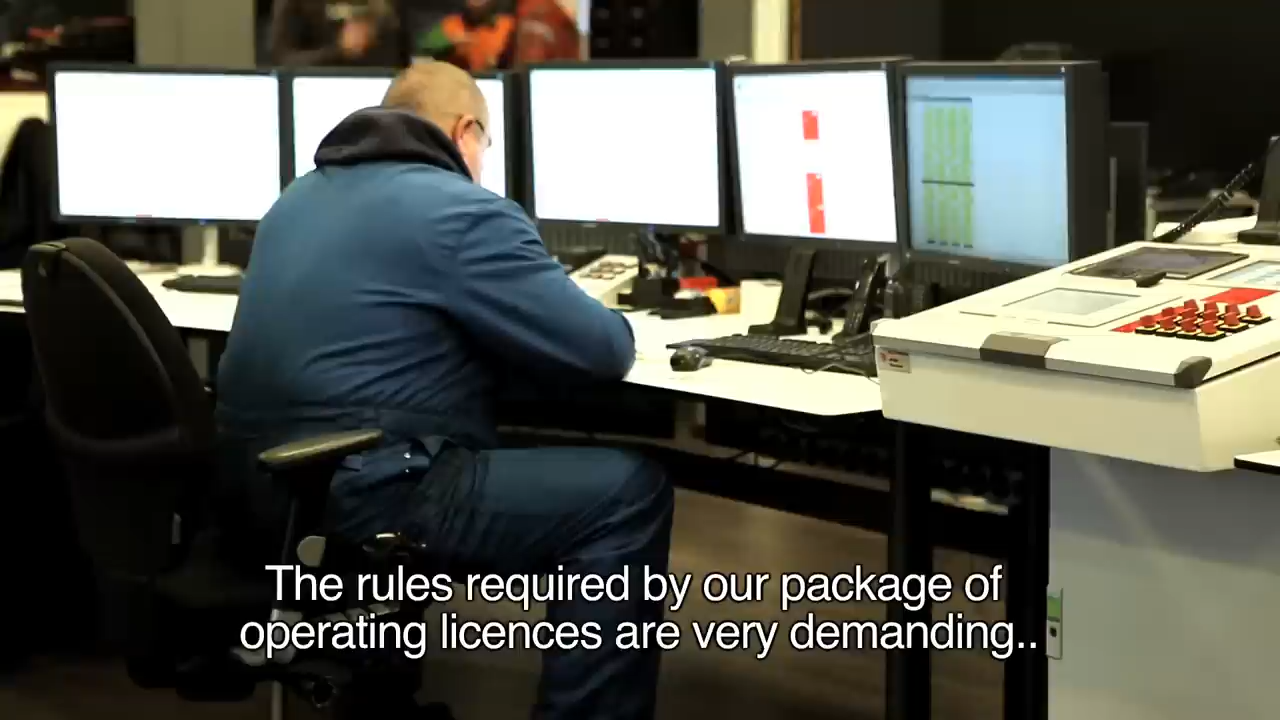 The rules required by our package of
operating licences are very demanding..